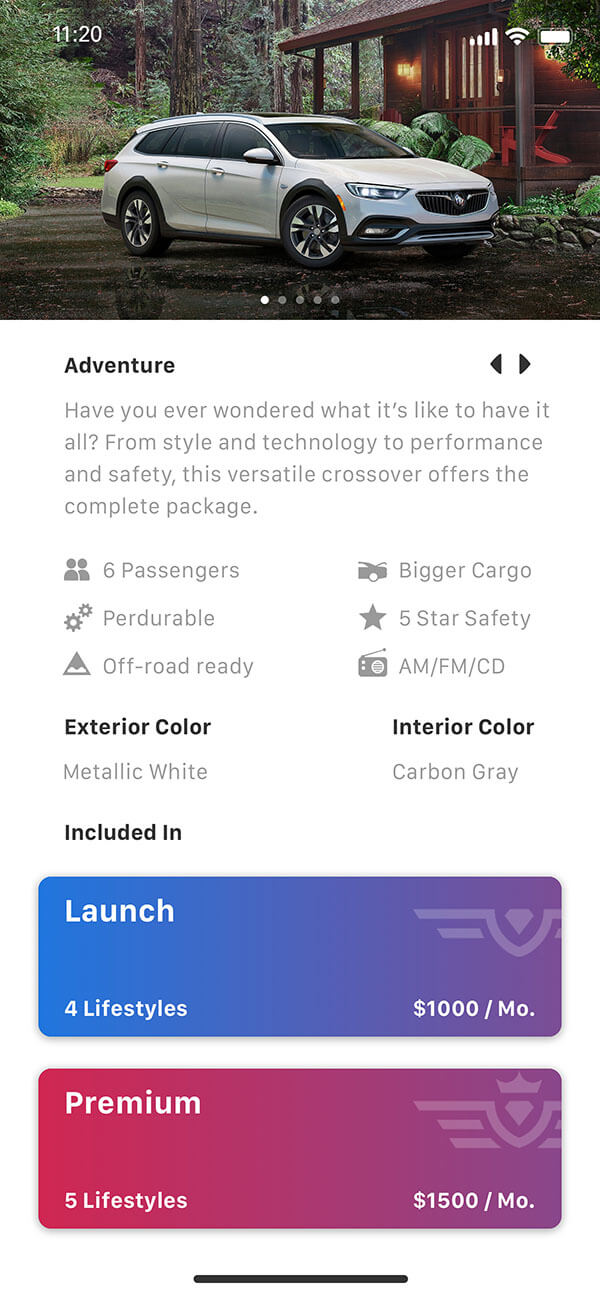 11:20
Adventure
Have you ever wondered what it’s like to have it
all? From style and technology to performance
and safety, this versatile crossover offers the
complete package.
6 Passengers
Bigger Cargo
Perdurable
5 Star Safety
Off-road ready
AM/FM/CD
Exterior Color
Interior Color
Metallic White
Carbon Gray
Included In
Launch
4 Lifestyles
$1000 / Mo.
Premium
5 Lifestyles
$1500 / Mo.